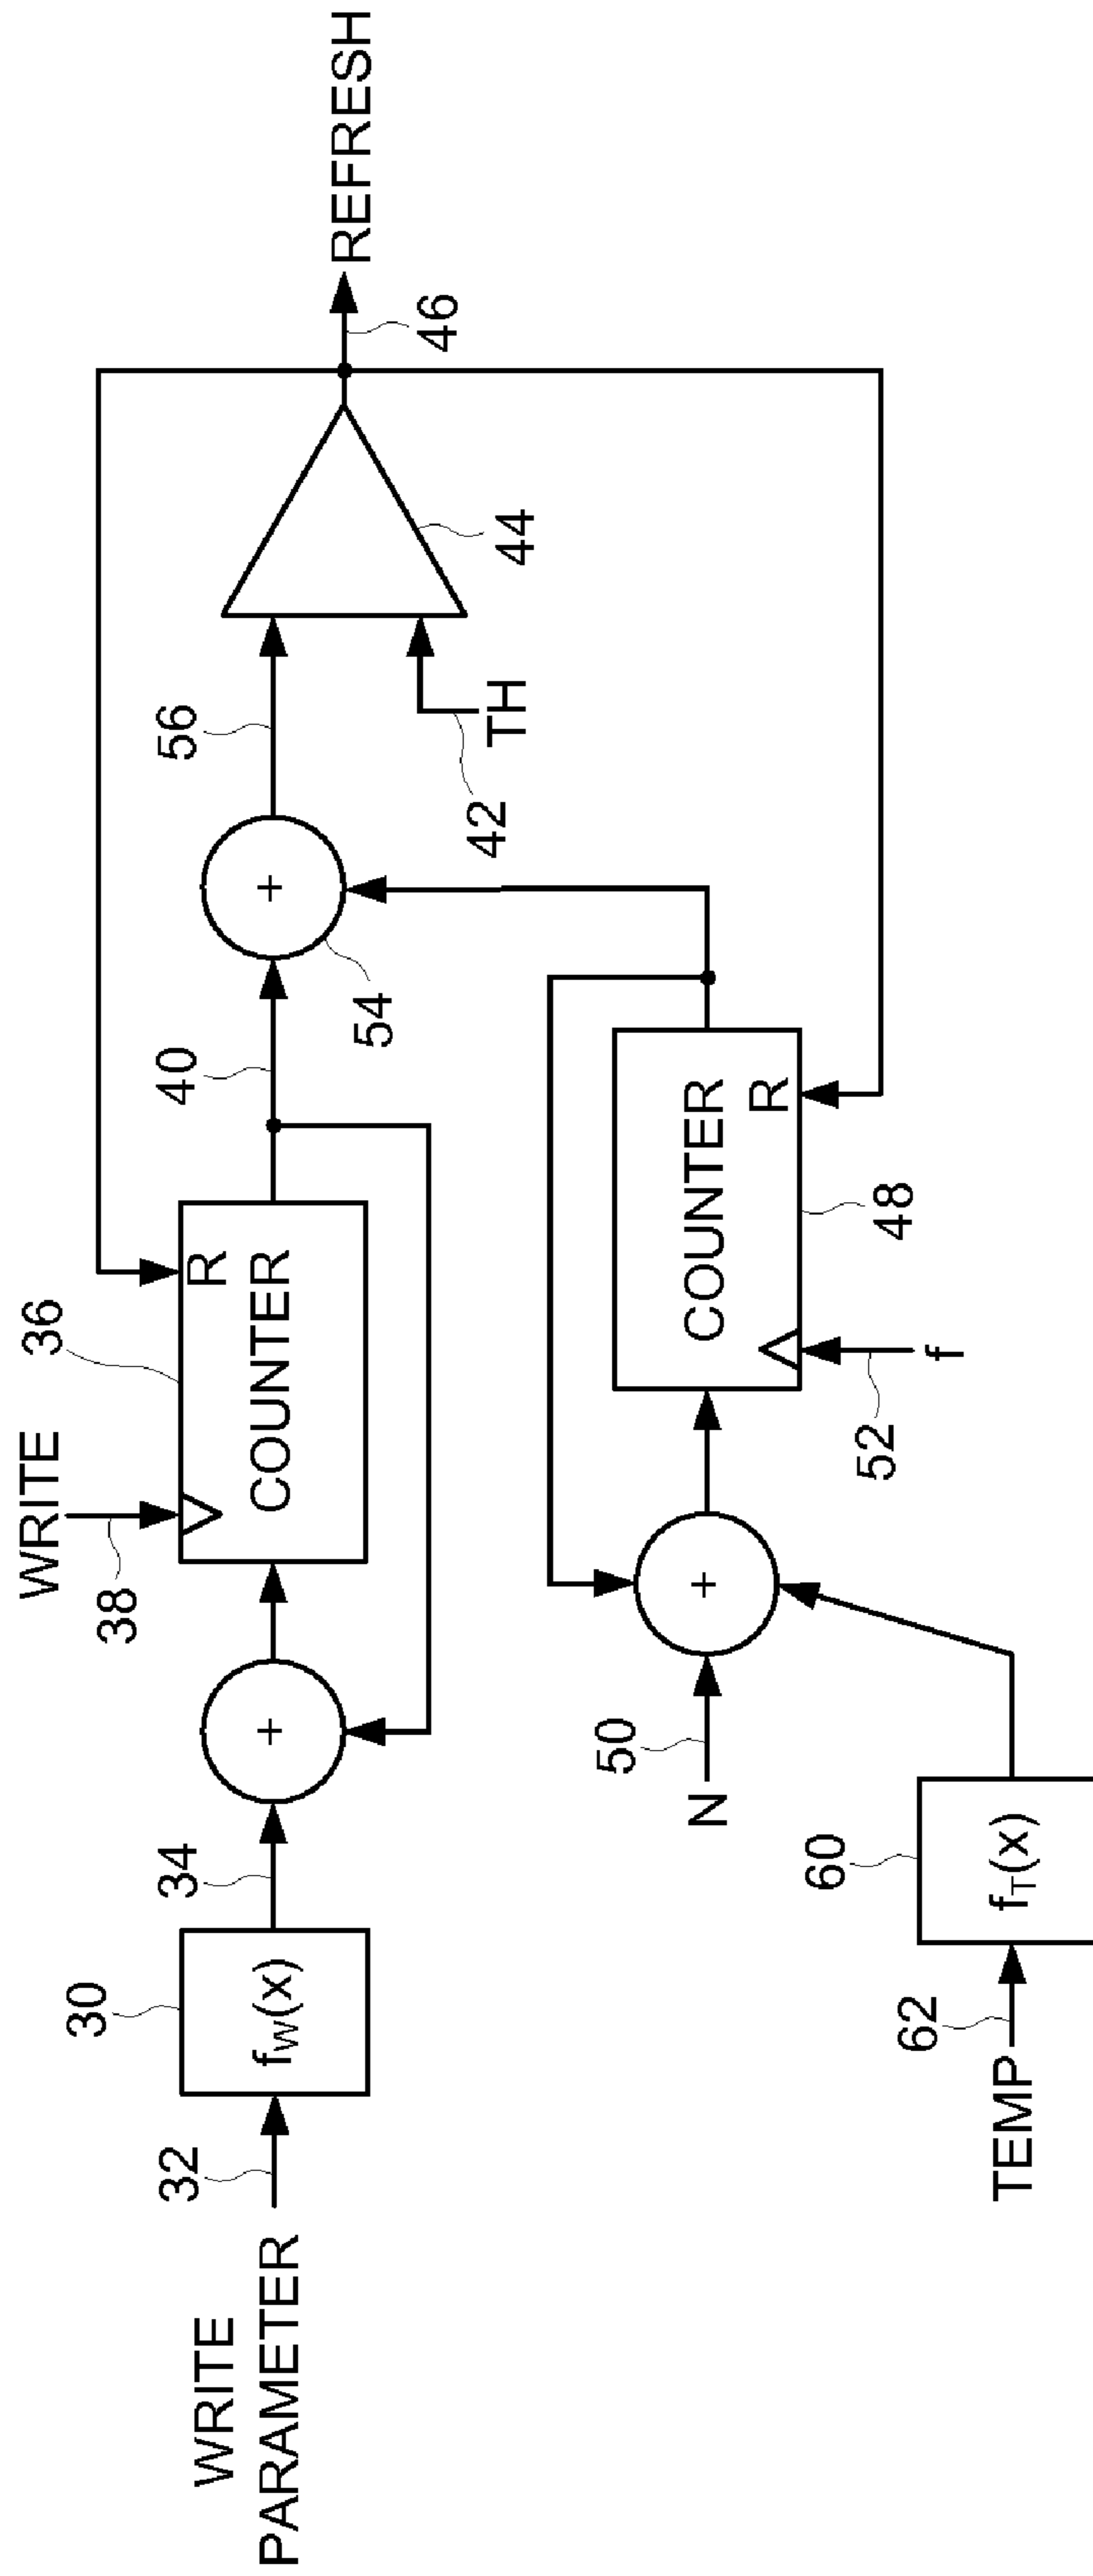 WRITE
PARAMETER
32
30
fW(x)
34
WRITE
38
36
R
COUNTER
40
54
+
+
56
42
TH
44
46
REFRESH
N
50
+
COUNTER
R
48
52
f
TEMP
62
60
fT(x)